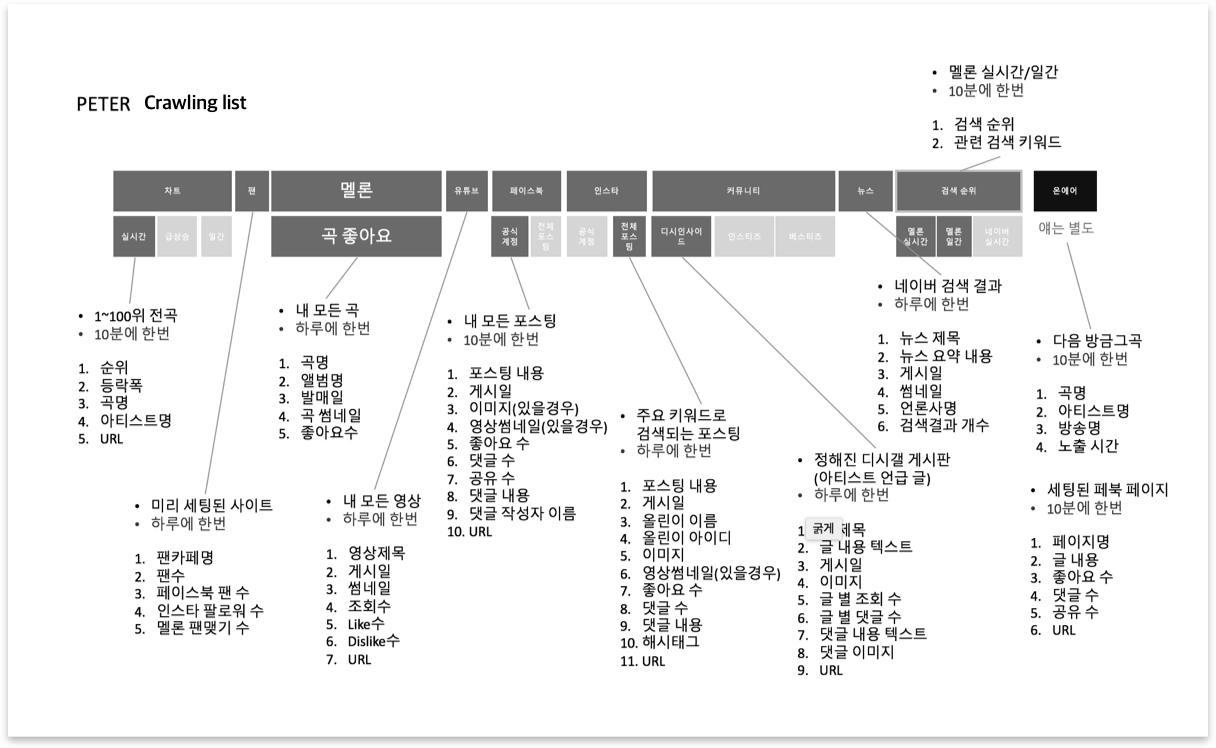 PETER Crawling list
• 멜론 실시간/일간
• 10분에 한번
1. 검색 순위
2. 관련 검색 키워드
차트
팬
멜론
유튜브
페이스북
인스타
커뮤니티
뉴스
검색 순위
온에어
실시간
급상승
일간
곡 좋아요
공식
계정
전체
포스
팅
공식
계정
전체
포스
팅
디시인사이
드
인스티즈
베스티즈
멜론
실시간
멜론
일간
네이버
실시간
얘는 별도
• 1~100위 전곡
• 10분에 한번
1. 순위
2. 등락폭
3. 곡명
4. 아티스트명
5. URL
• 미리 세팅된 사이트
• 하루에 한번
1. 팬카페명
2. 팬수
3. 페이스북 팬 수
4. 인스타 팔로워 수
5. 멜론 팬맺기 수
• 내 모든 곡
• 하루에 한번
1. 곡명
2. 앨범명
3. 발매일
4. 곡 썸네일
5. 좋아요수
• 내 모든 영상
• 하루에 한번
1. 영상제목
2. 게시일
3. 썸네일
4. 조회수
5. Like수
6. Dislike수
7. URL
• 내 모든 포스팅
• 10분에 한번
1. 포스팅 내용
2. 게시일
3. 이미지(있을경우)
4. 영상썸네일(있을경우)
5. 좋아요 수
6. 댓글 수
7. 공유 수
8. 댓글 내용
9. 댓글 작성자 이름
10. URL
• 주요 키워드로
검색되는 포스팅
• 하루에 한번
1. 포스팅 내용
2. 게시일
3. 올린이 이름
4. 올린이 아이디
5. 이미지
6. 영상썸네일(있을경우)
7. 좋아요 수
8. 댓글 수
9. 댓글 내용
10. 해시태그
11. URL
• 정해진 디시갤 게시판
(아티스트 언급 글)
• 하루에 한번
1 굵게 제목
2. 글 내용 텍스트
3. 게시일
4. 이미지
5. 글 별 조회 수
6. 글 별 댓글 수
7. 댓글 내용 텍스트
8. 댓글 이미지
9. URL
• 네이버 검색 결과
• 하루에 한번
1. 뉴스 제목
2. 뉴스 요약 내용
3. 게시일
4. 썸네일
5. 언론사명
6. 검색결과 개수
• 다음 방금그곡
• 10분에 한번
1. 곡명
2. 아티스트명
3. 방송명
4. 노출 시간
• 세팅된 페북 페이지
• 10분에 한번
1. 페이지명
2. 글 내용
3. 좋아요 수
4. 댓글 수
5. 공유 수
6. URL